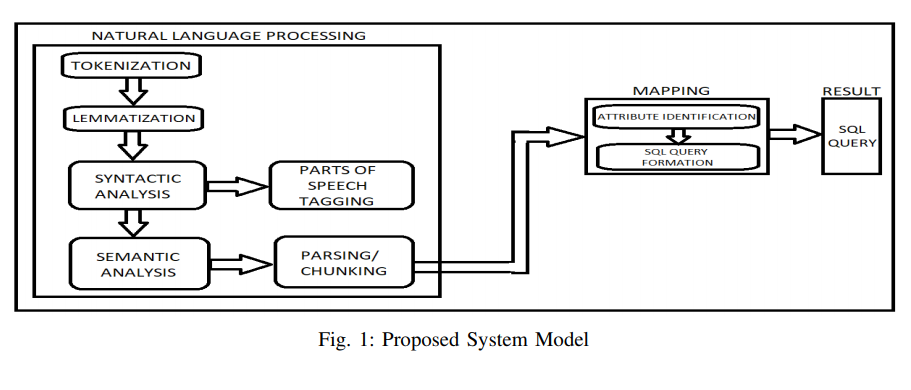 NATURAL LANGUAGE PROCESSING
TOKENIZATION
LEMMATIZATION
SYNTACTIC
ANALYSIS
PARTS OF
SPEECH
TAGGING
SEMANTIC
ANALYSIS
PARSING/
CHUNKING
MAPPING
ATTRIBUTE IDENTIFICATION
SQL QUERY
FORMATION
RESULT
SQL
QUERY
Fig. 1: Proposed System Model